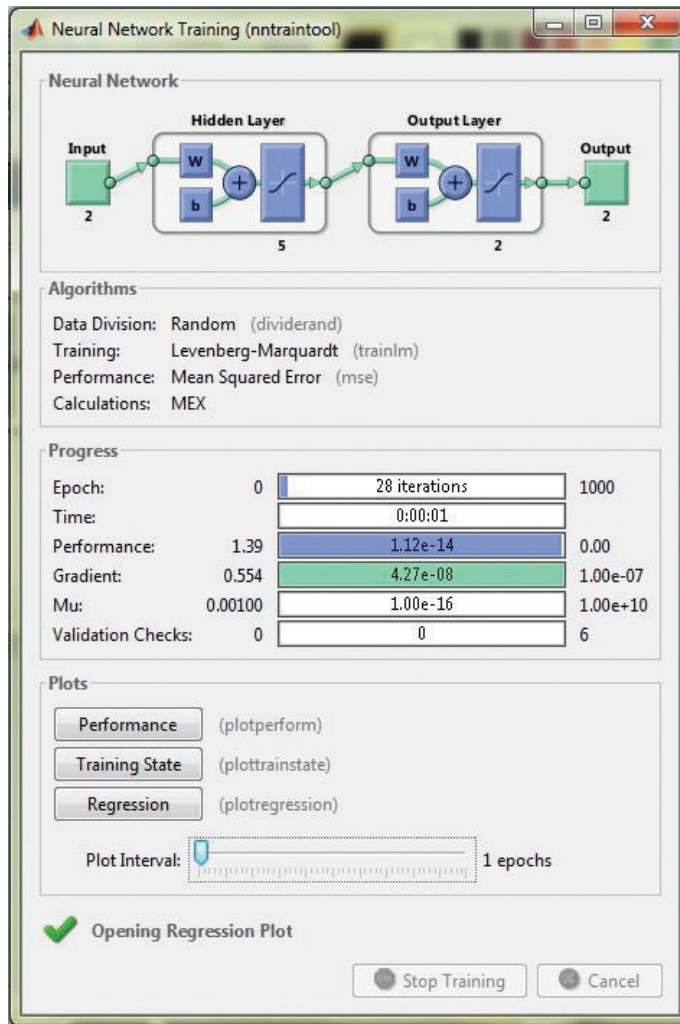 Neural Network Training (nntraintool)
Neural Network
Hidden Layer Output Layer
Input Output
W W
+ +
b b
2 5 2 2
Algorithms
Data Division: Random (dividerand)
Training: Levenberg-Marquardt (trainlm)
Performance: Mean Squared Error (mse)
Calculations: MEX
Progress
Epoch: 0 28 iterations 1000
Time: 0:00:01
Performance: 1.39 1.12e-14 0.00
Gradient: 0.554 4.27e-08 1.00e-07
Mu: 0.00100 1.00e-16 1.00e+10
Validation Checks: 0 0 6
Plots
Performance (plotperform)
Training State (plottrainstate)
Regression (plotregression)
Plot Interval: 1 epochs
Opening Regression Plot
Stop Training Cancel